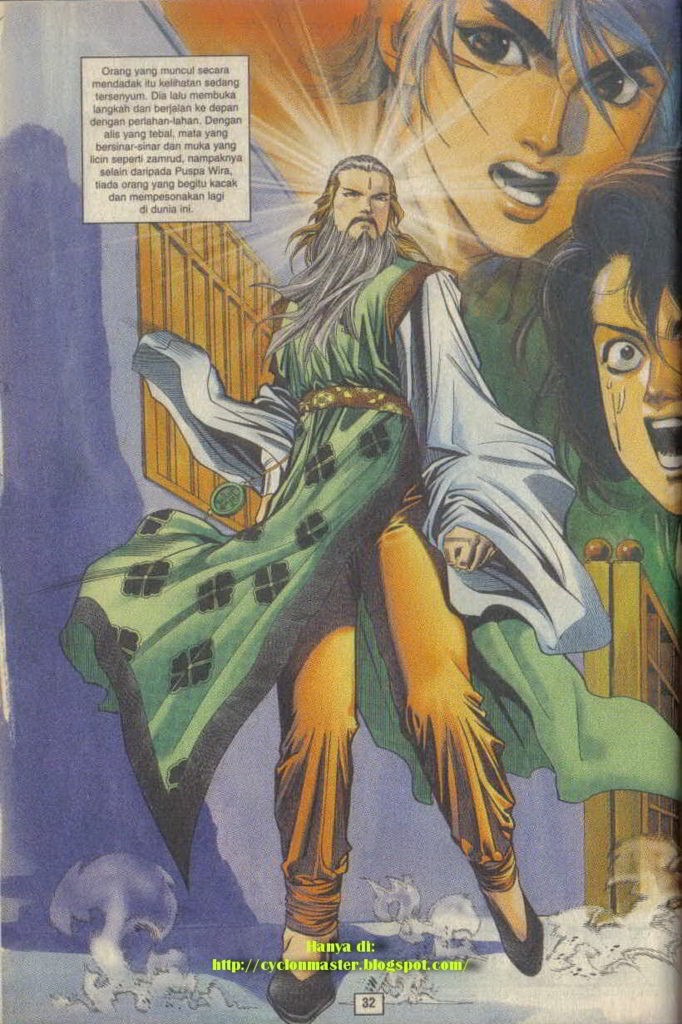 Orang yang muncul secara
mendadak itu kelihatan sedang
tersenyum. Dia lalu membuka
langkah dan berjalan ke depan
dengan perlahan-lahan. Dengan
alis yang tebal, mata yang
bersinar-sinar dan muka yang
licin seperti zamrud, nampaknya
selain daripada Puspa Wira,
tiada orang yang begitu kacak
dan mempesonakan lagi
di dunia ini.
Hanya di:
http://cyclonmaster.blogspot.com/
32